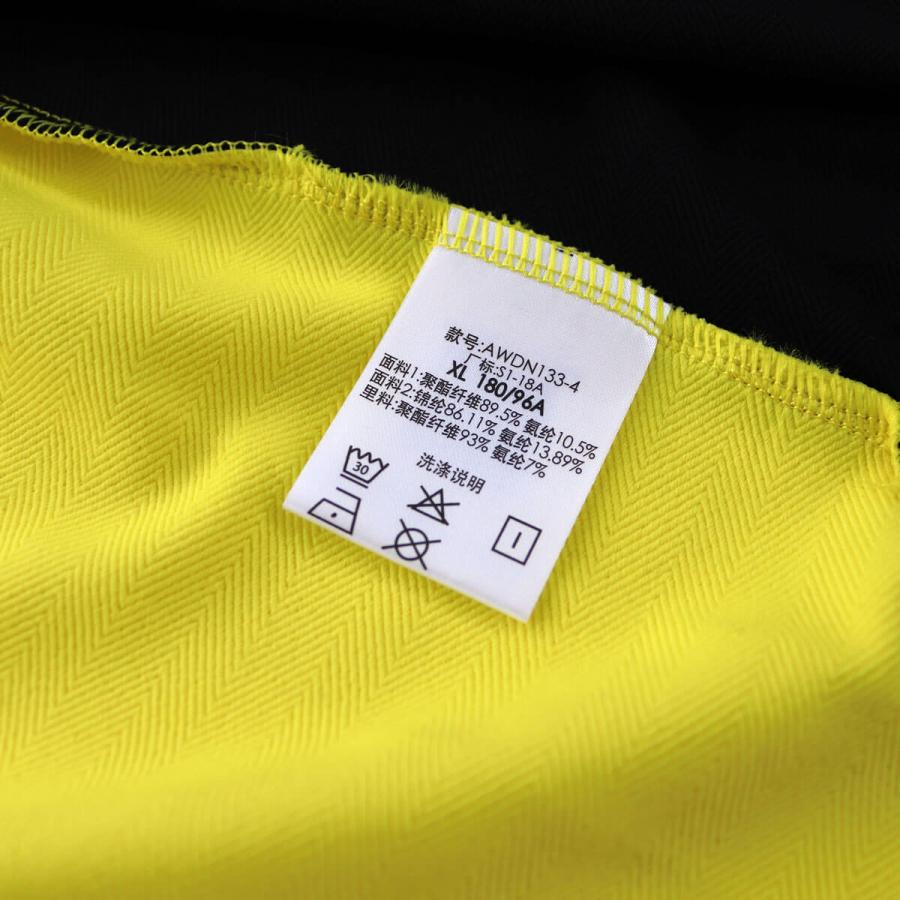 款号:AWDN133-4
厂标:S1-18A
XL 180/96A
面料1:聚酯纤维89.5% 氨纶10.5%
面料2:锦纶86.11% 氨纶13.89%
里料:聚酯纤维93% 氨纶7%
洗涤说明
30